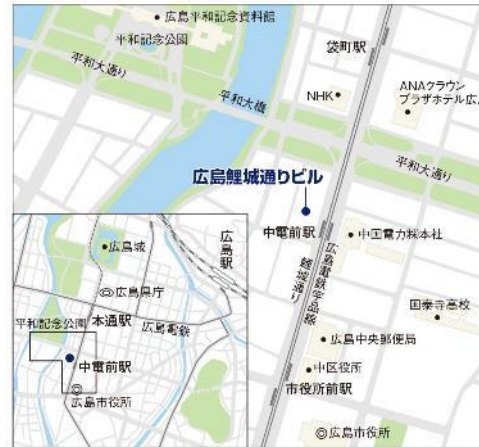 広島平和記念資料館
平和記念公園
平和大通り
平和大橋
袋町駅
NHK
ANAクラウン
プラザホテル広
平和大通り
広島鯉城通りビル
中電前駅
広島電鉄宇品線
鯉城通り
中国電力㈱本社
国泰寺高校
広島中央郵便局
中区役所
市役所前駅
広島市役所
広島城
広島駅
広島県庁
本通駅
広島電鉄
平和記念公園
中電前駅
広島市役所